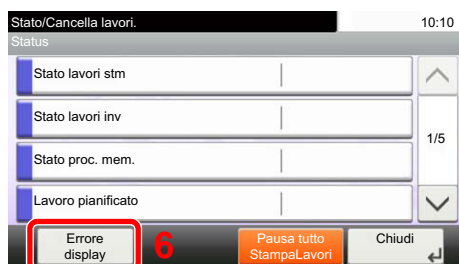 Stato/Cancella lavori.
10:10
Status
Stato lavori stm
Stato lavori inv
1/5
Stato proc. mem.
Lavoro pianificato
Errore
display
6
Pausa tutto
StampaLavori
Chiudi